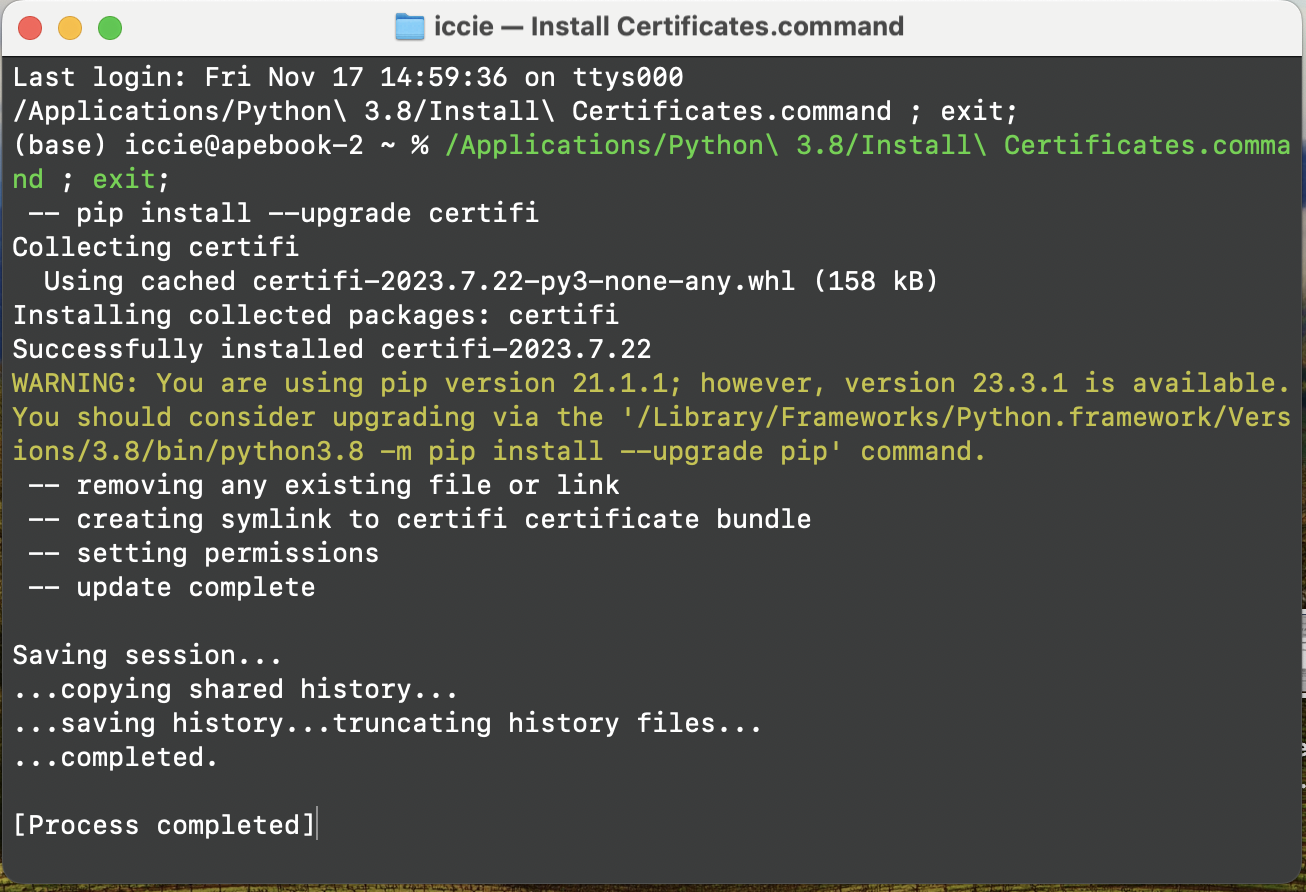 iccie — Install Certificates.command
Last login: Fri Nov 17 14:59:36 on ttys000
/Applications/Python\ 3.8/Install\ Certificates.command ; exit;
(base) iccie@apebook-2 ~ % /Applications/Python\ 3.8/Install\ Certificates.comma
nd ; exit;
 -- pip install --upgrade certifi
Collecting certifi
  Using cached certifi-2023.7.22-py3-none-any.whl (158 kB)
Installing collected packages: certifi
Successfully installed certifi-2023.7.22
WARNING: You are using pip version 21.1.1; however, version 23.3.1 is available.
You should consider upgrading via the '/Library/Frameworks/Python.framework/Vers
ions/3.8/bin/python3.8 -m pip install --upgrade pip' command.
 -- removing any existing file or link
 -- creating symlink to certifi certificate bundle
 -- setting permissions
 -- update complete
Saving session...
...copying shared history...
...saving history...truncating history files...
...completed.
[Process completed]